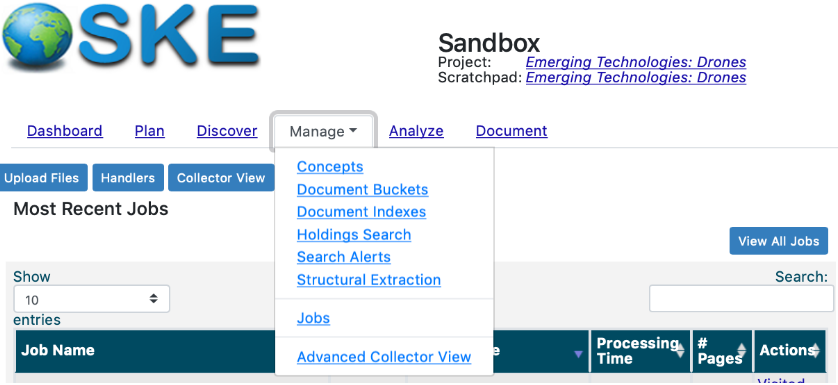 OSKE
Sandbox
Project: Emerging Technologies: Drones
Scratchpad: Emerging Technologies: Drones
Dashboard Plan Discover Manage Analyze Document
Concepts
Upload Files Handlers Collector View
Document Buckets
Most Recent Jobs
Document Indexes
Holdings Search
View All Jobs
Search Alerts
Structural Extraction
Show
Search:
10
entries
Jobs
Job Name
e
Processing Time
# Pages
Actions
Advanced Collector View
Visited